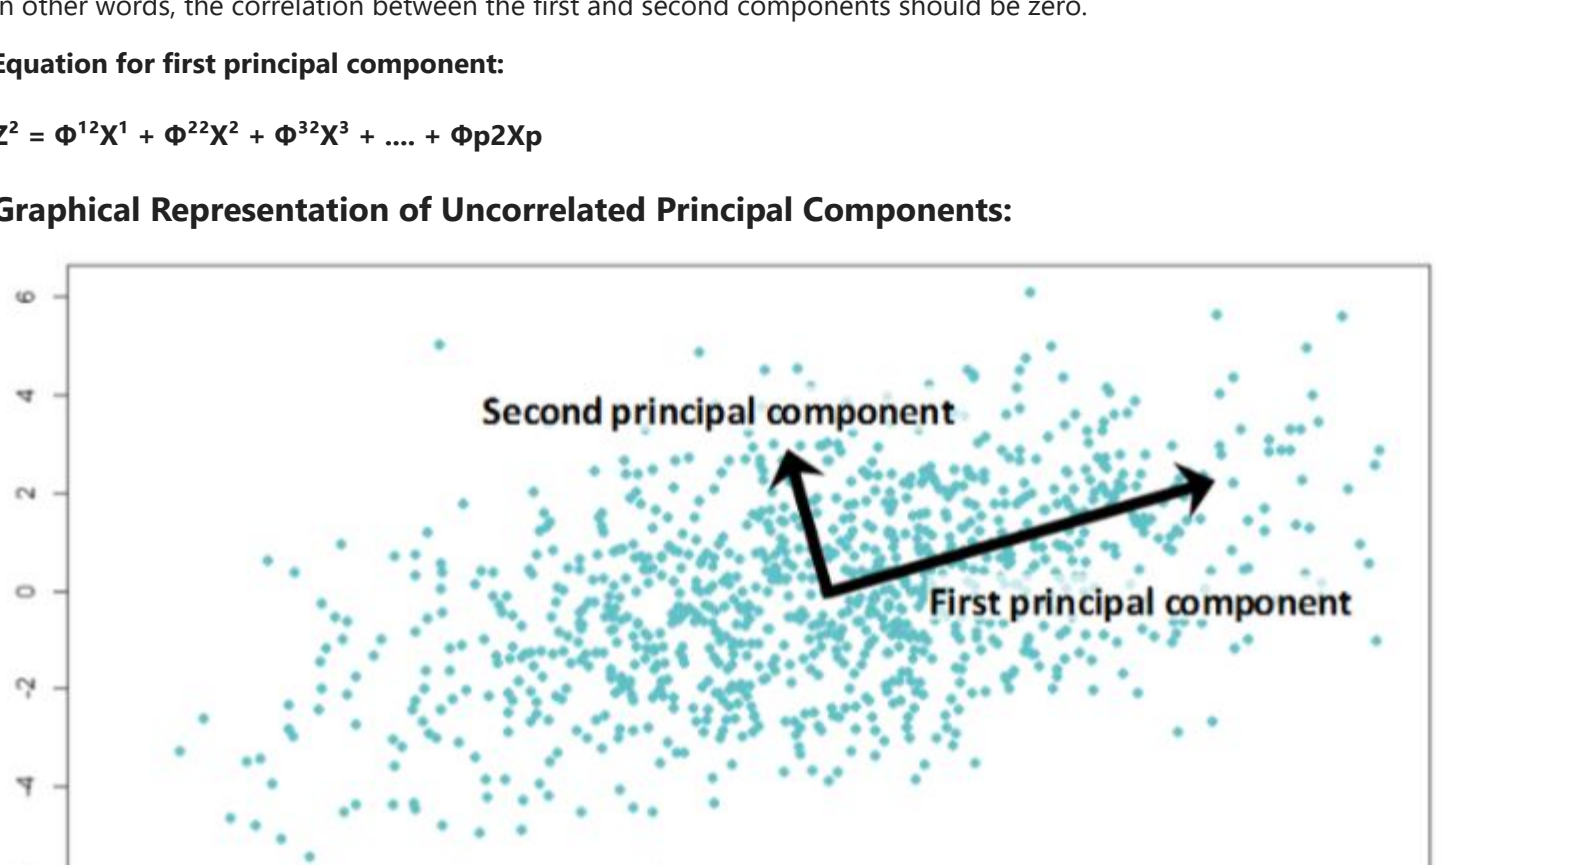 n other words, the correlation between the first and second components should be zero.
Equation for first principal component:
Z² = Φ¹²X¹ + Φ²²X² + Φ³²X³ + .... + Φp2Xp
Graphical Representation of Uncorrelated Principal Components:
6
4
Second principal component
2
0
First principal component
-2
-4